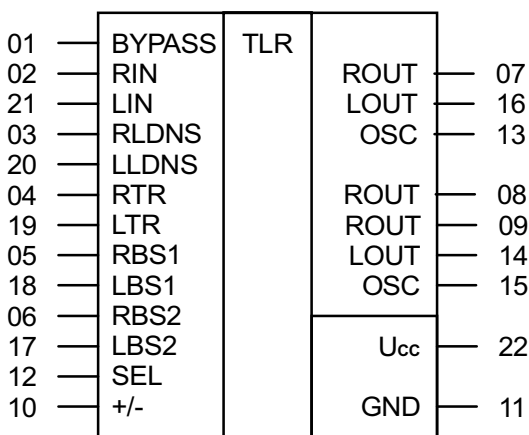 01 BYPASS TLR
02 RIN ROUT 07
21 LIN LOUT 16
03 RLDNS OSC 13
20 LLDNS
04 RTR ROUT 08
19 LTR ROUT 09
05 RBS1 LOUT 14
18 LBS1 OSC 15
06 RBS2
17 LBS2 Ucc 22
12 SEL
10 +/- GND 11